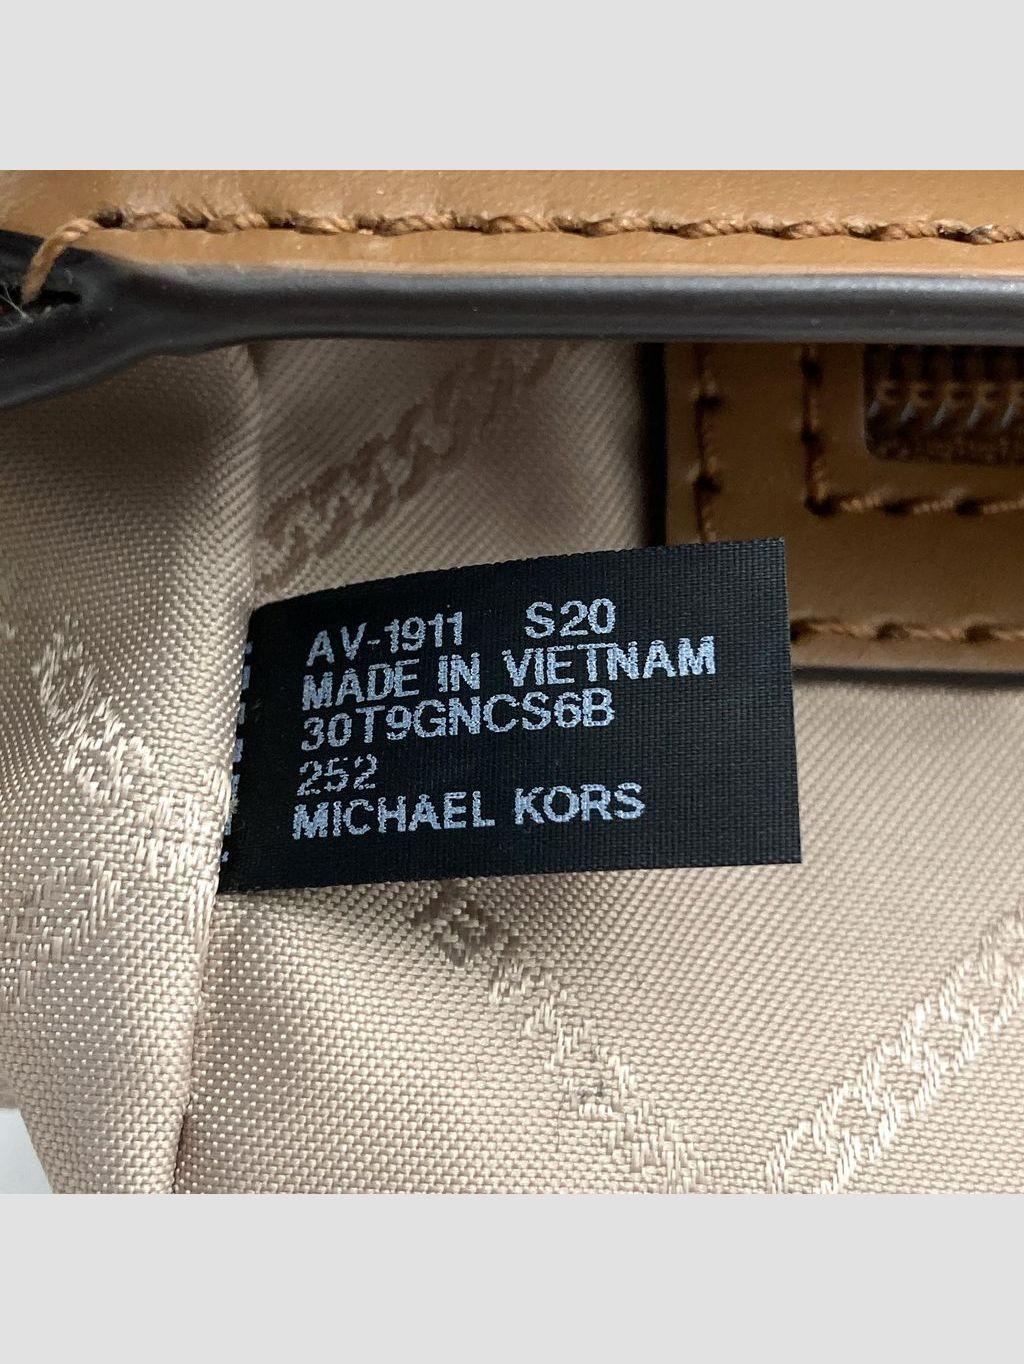 AV-1911 S20
MADE IN VIETNAM
30T9GNCS6B
252
MICHAEL KORS